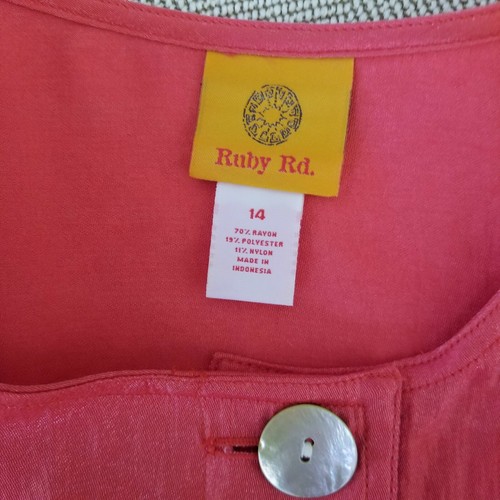 Ruby Rd.
14
70% RAYON
19% POLYESTER
11% NYLON
MADE IN
INDONESIA